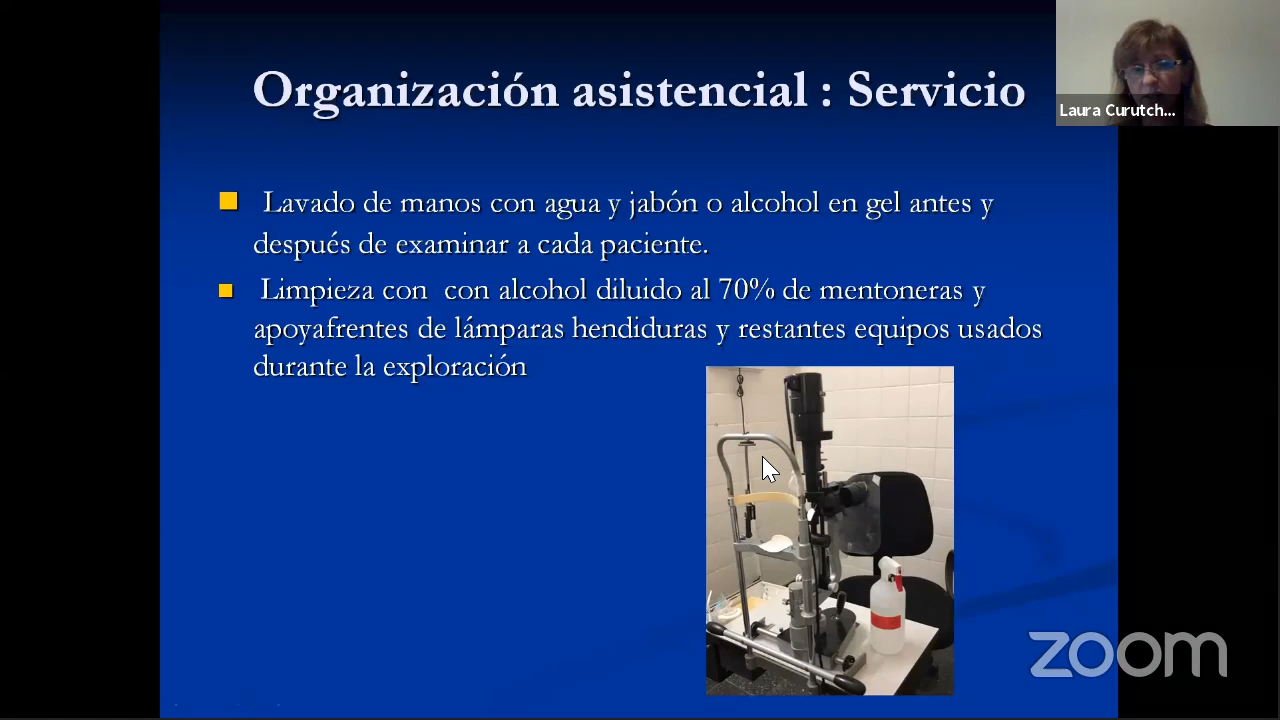 Organización asistencial : Servicio
Laura Curutch...
Lavado de manos con agua y jabón o alcohol en gel antes y
después de examinar a cada paciente.
Limpieza con con alcohol diluido al 70% de mentoneras y
apoyafrentes de lámparas hendiduras y restantes equipos usados
durante la exploración
zoom